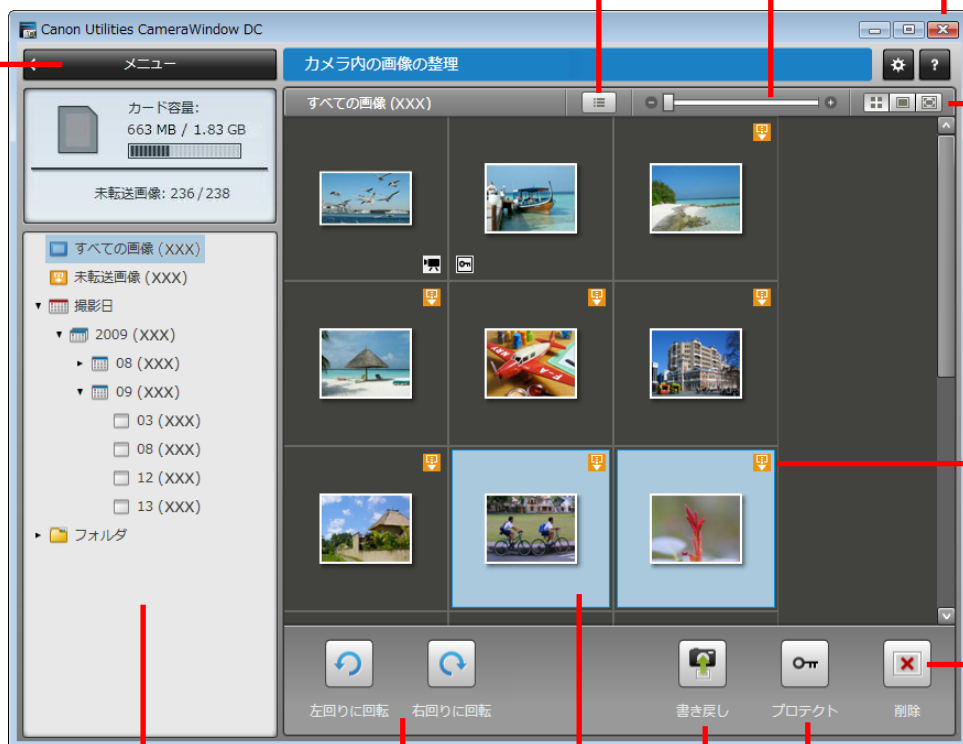 Canon Utilities CameraWindow DC
メニュー
カメラ内の画像の整理
?
カード容量:
663 MB / 1.83 GB
未転送画像: 236/238
すべての画像 (XXX)
未転送画像 (XXX)
撮影日
2009 (XXX)
08 (XXX)
09 (XXX)
03 (XXX)
08 (XXX)
12 (XXX)
13 (XXX)
フォルダ
すべての画像 (XXX)
左回りに回転
右回りに回転
書き戻し
プロテクト
削除